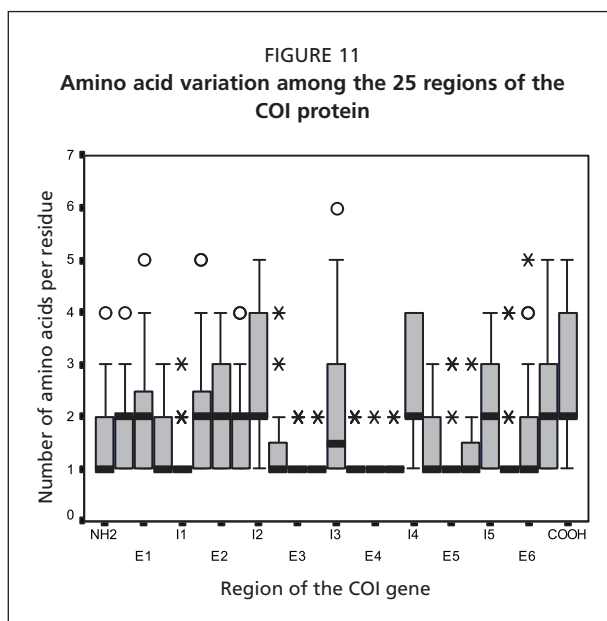 FIGURE 11
Amino acid variation among the 25 regions of the
COI protein
Number of amino acids per residue
7
6
5
4
3
2
1
0
NH2 I1 I2 I3 I4 I5 COOH
E1 E2 E3 E4 E5 E6
Region of the COI gene